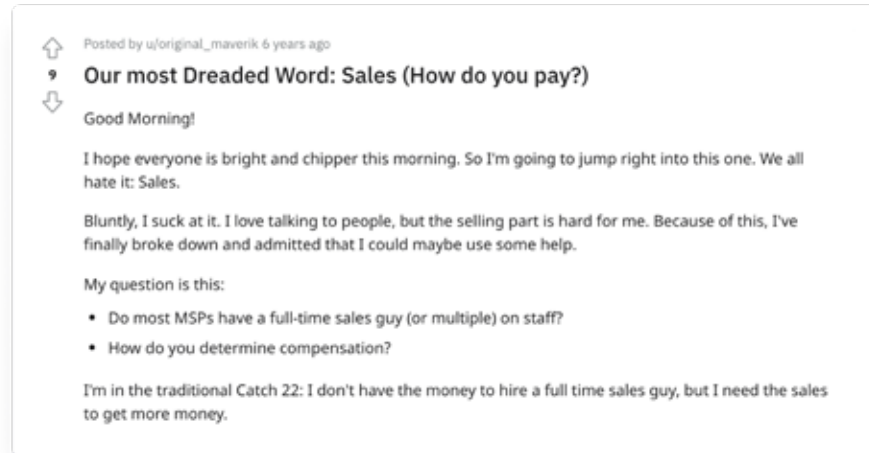 Posted by u/original_maverik 6 years ago
9
Our most Dreaded Word: Sales (How do you pay?)
Good Morning!
I hope everyone is bright and chipper this morning. So I'm going to jump right into this one. We all
hate it: Sales.
Bluntly, I suck at it. I love talking to people, but the selling part is hard for me. Because of this, I've
finally broke down and admitted that I could maybe use some help.
My question is this:
• Do most MSPs have a full-time sales guy (or multiple) on staff?
• How do you determine compensation?
I'm in the traditional Catch 22: I don't have the money to hire a full time sales guy, but I need the sales
to get more money.